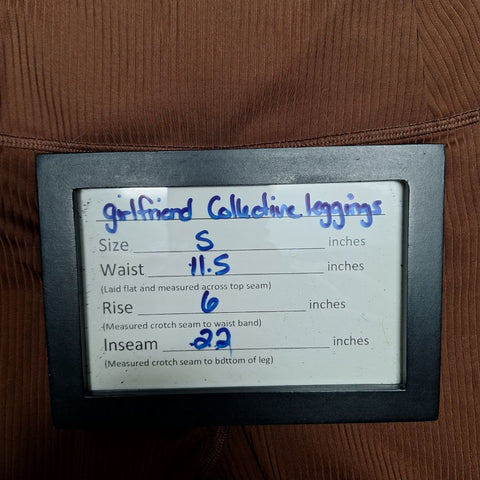 girlfriend Collective leggings
Size S inches
Waist 11.5 inches
(Laid flat and measured across top seam)
Rise 6 inches
(Measured crotch seam to waist band)
Inseam 22 inches
(Measured crotch seam to bottom of leg)